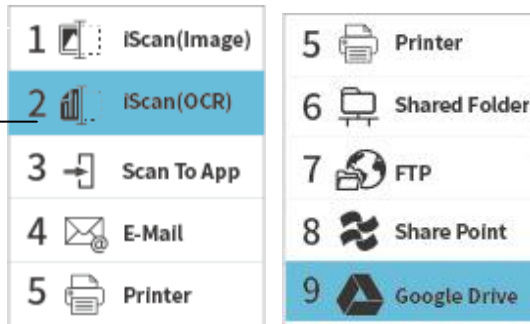 1 iScan(Image)
2 iScan(OCR)
3 Scan To App
4 E-Mail
5 Printer
5 Printer
6 Shared Folder
7 FTP
8 Share Point
9 Google Drive